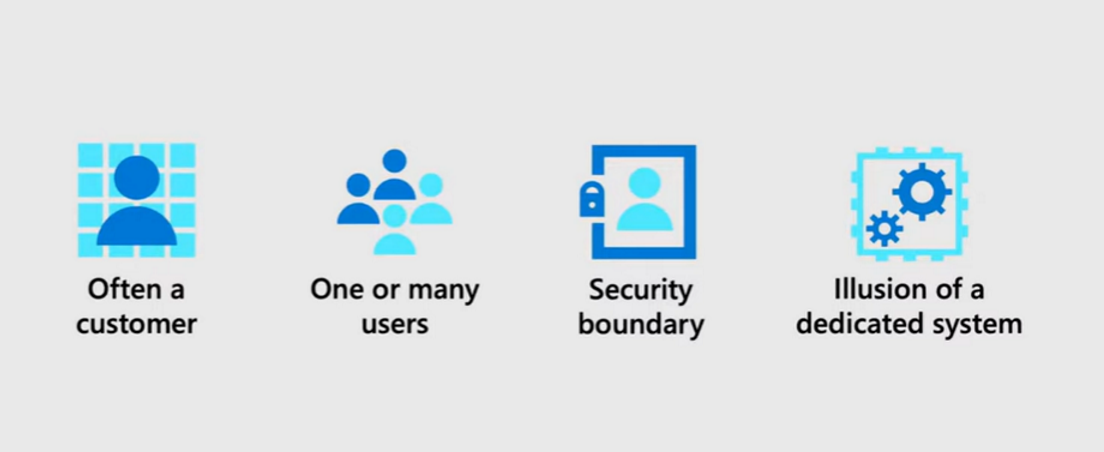 Often a
customer
One or many
users
Security
boundary
Illusion of a
dedicated system